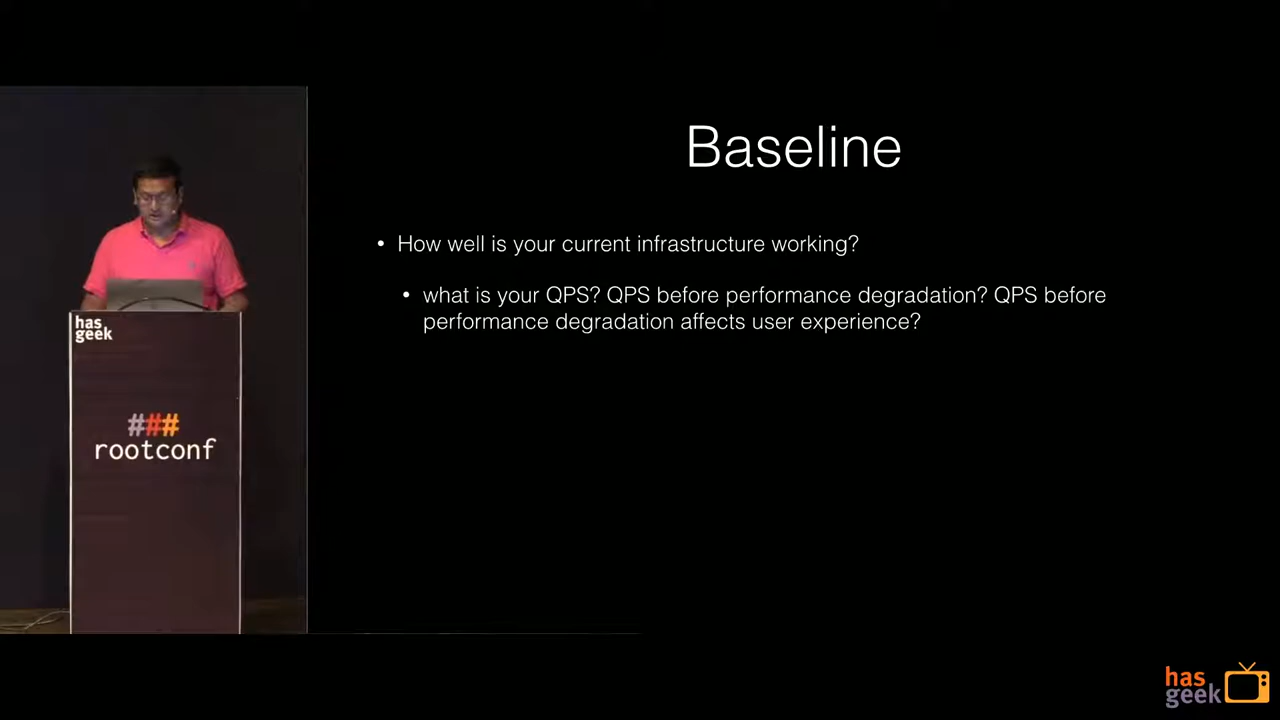 Baseline
• How well is your current infrastructure working?
• what is your QPS? QPS before performance degradation? QPS before
performance degradation affects user experience?
has
geek
###
rootconf
has
geek